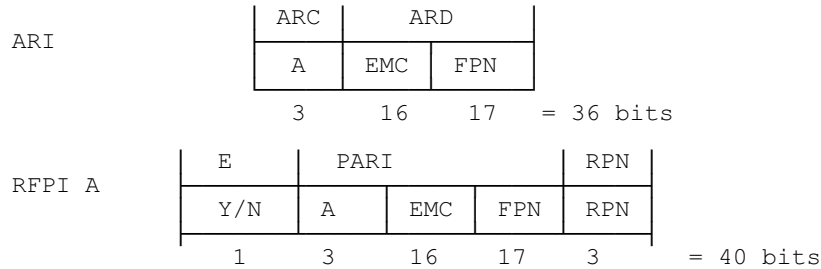 ARC ARD
ARI
A EMC FPN
3 16 17 = 36 bits
E PARI RPN
RFPI A
Y/N A EMC FPN RPN
1 3 16 17 3 = 40 bits